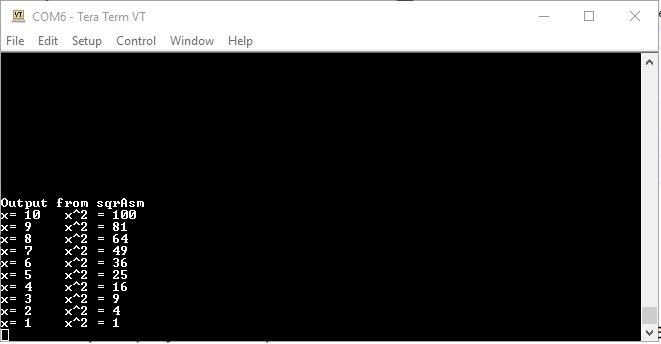 COM6 - Tera Term VT
File Edit Setup Control Window Help
Output from sqrAsm
x= 10   x^2 = 100
x= 9    x^2 = 81
x= 8    x^2 = 64
x= 7    x^2 = 49
x= 6    x^2 = 36
x= 5    x^2 = 25
x= 4    x^2 = 16
x= 3    x^2 = 9
x= 2    x^2 = 4
x= 1    x^2 = 1